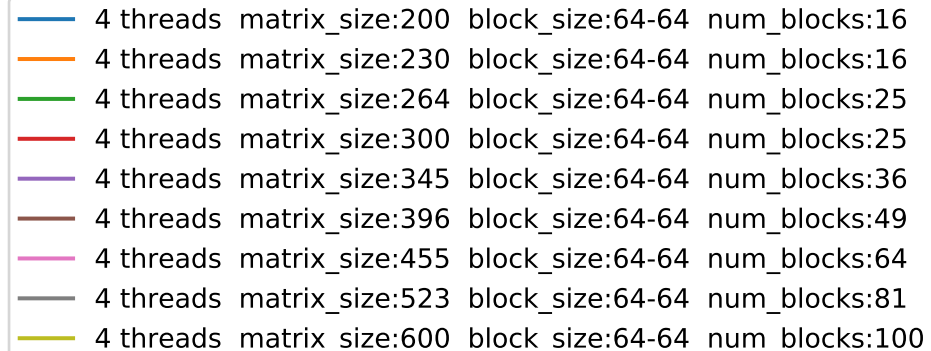 4 threads matrix_size:200 block_size:64-64 num_blocks:16
4 threads matrix_size:230 block_size:64-64 num_blocks:16
4 threads matrix_size:264 block_size:64-64 num_blocks:25
4 threads matrix_size:300 block_size:64-64 num_blocks:25
4 threads matrix_size:345 block_size:64-64 num_blocks:36
4 threads matrix_size:396 block_size:64-64 num_blocks:49
4 threads matrix_size:455 block_size:64-64 num_blocks:64
4 threads matrix_size:523 block_size:64-64 num_blocks:81
4 threads matrix_size:600 block_size:64-64 num_blocks:100